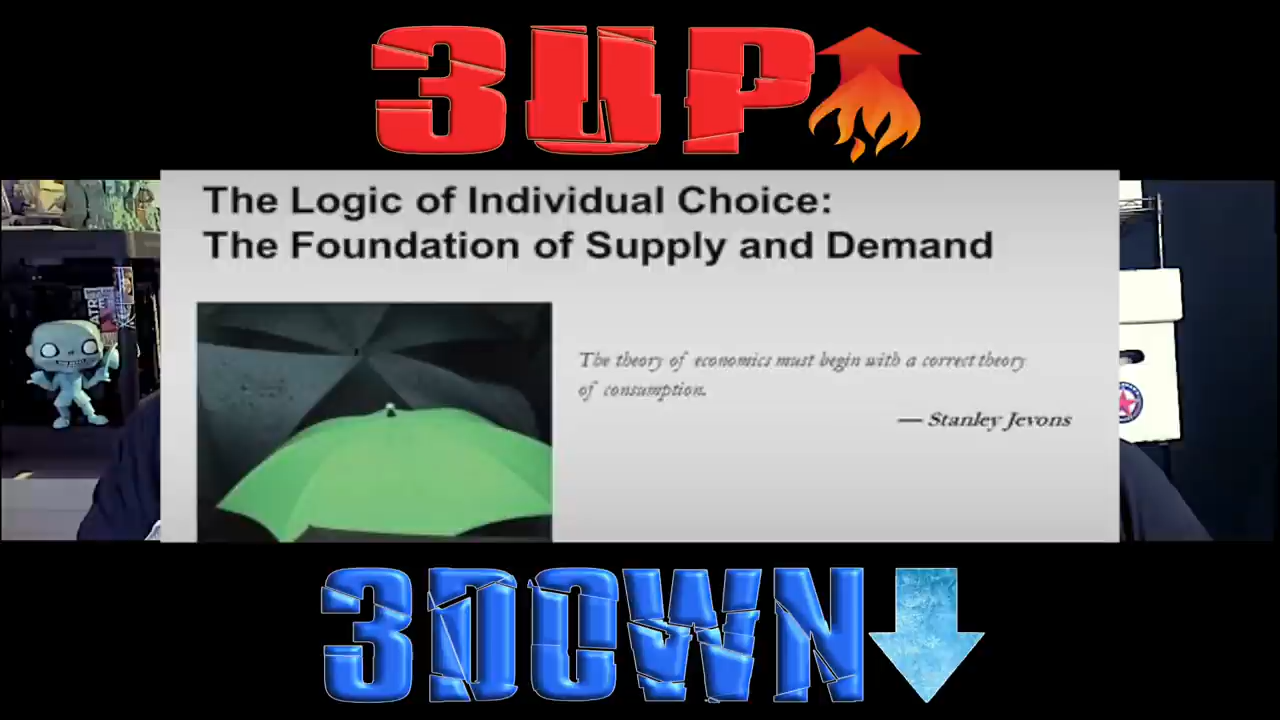 3UP
The Logic of Individual Choice:
The Foundation of Supply and Demand
The theory of economics must begin with a correct theory
of consumption.
— Stanley Jevons
3DOWN